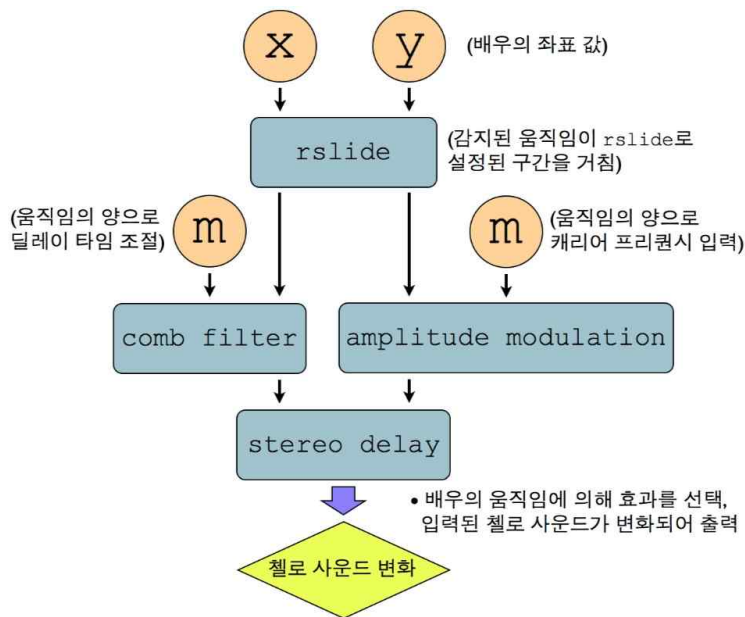 x
y
(배우의 좌표 값)
rslide
(감지된 움직임이 rslide로
설정된 구간을 거침)
(움직임의 양으로
딜레이 타임 조절)
m
m
(움직임의 양으로
캐리어 프리퀀시 입력)
comb filter
amplitude modulation
stereo delay
• 배우의 움직임에 의해 효과를 선택,
입력된 첼로 사운드가 변화되어 출력
첼로 사운드 변화